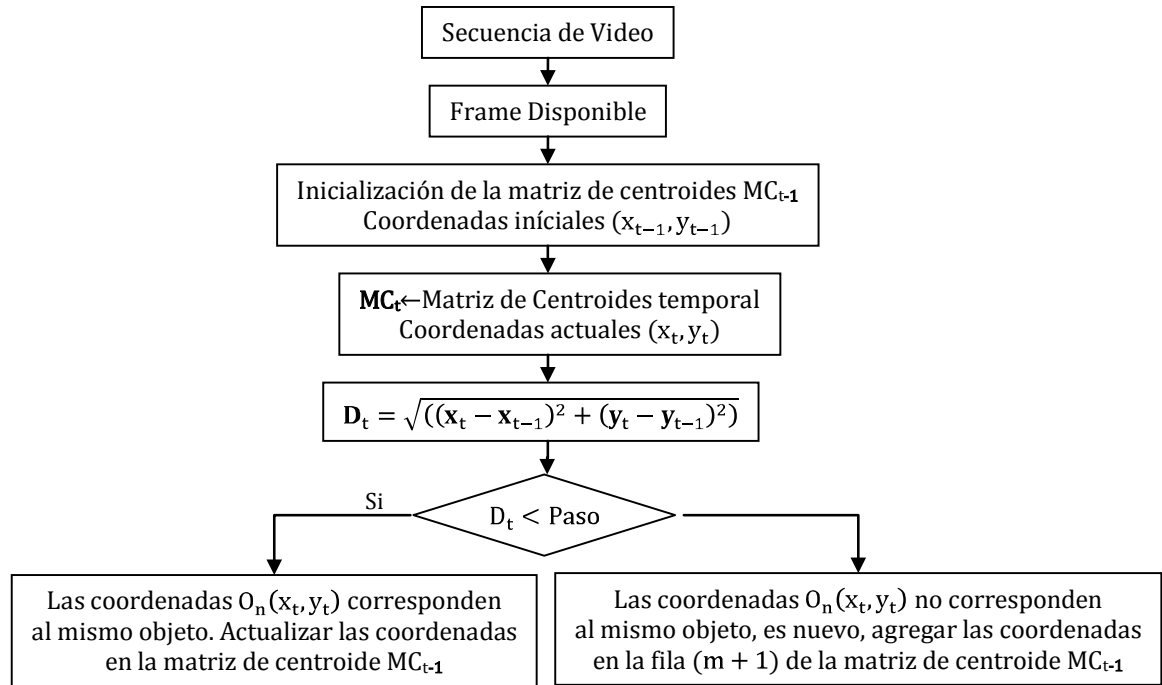 Secuencia de Video
Frame Disponible
Inicialización de la matriz de centroides MCₜ₋₁
Coordenadas iníciales (xₜ₋₁, yₜ₋₁)
MCₜ←Matriz de Centroides temporal
Coordenadas actuales (xₜ, yₜ)
Dₜ = √((xₜ − xₜ₋₁)² + (yₜ − yₜ₋₁)²)
Si
Dₜ < Paso
Las coordenadas Oₙ(xₜ, yₜ) corresponden
al mismo objeto. Actualizar las coordenadas
en la matriz de centroide MCₜ₋₁
Las coordenadas Oₙ(xₜ, yₜ) no corresponden
al mismo objeto, es nuevo, agregar las coordenadas
en la fila (m + 1) de la matriz de centroide MCₜ₋₁